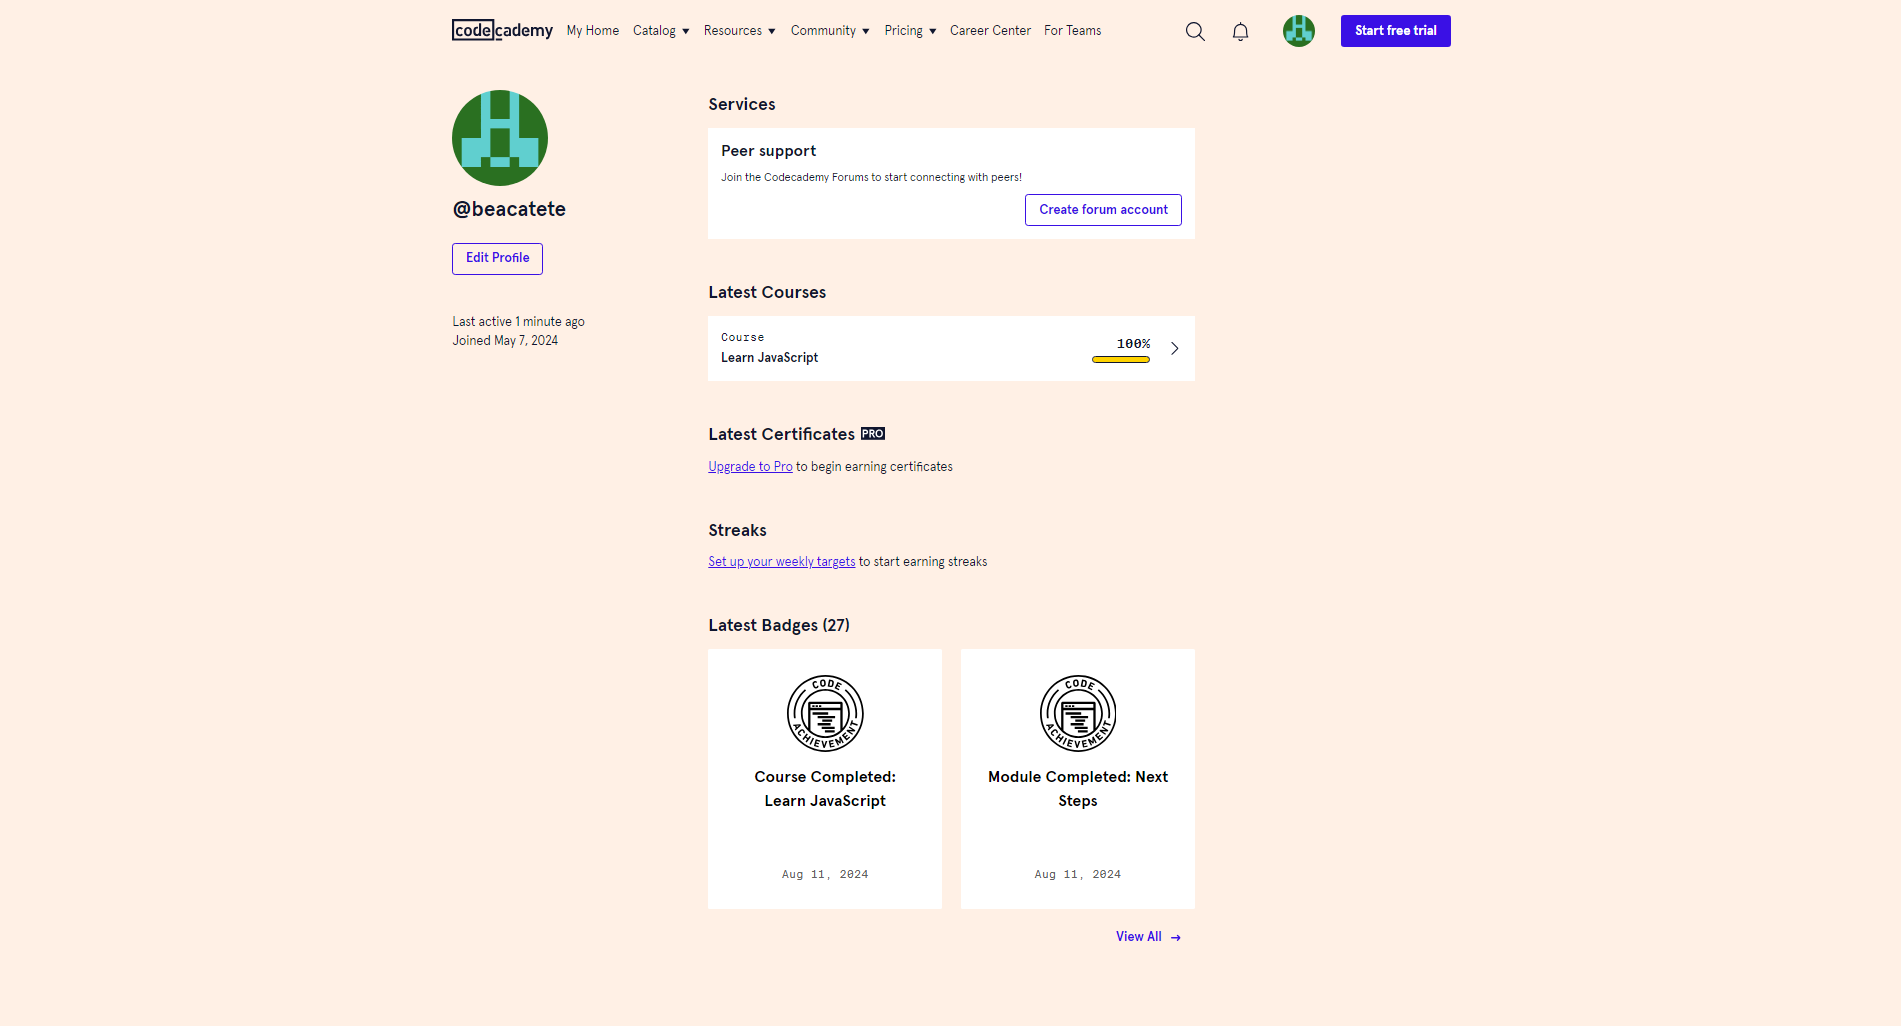 codecademy My Home Catalog Resources Community Pricing Career Center For Teams Start free trial
@beacatete
Edit Profile
Last active 1 minute ago
Joined May 7, 2024
Services
Peer support
Join the Codecademy Forums to start connecting with peers!
Create forum account
Latest Courses
Course
Learn JavaScript
100%
Latest Certificates PRO
Upgrade to Pro to begin earning certificates
Streaks
Set up your weekly targets to start earning streaks
Latest Badges (27)
CODE
ACHIEVEMENT
Course Completed:
Learn JavaScript
Aug 11, 2024
CODE
ACHIEVEMENT
Module Completed: Next
Steps
Aug 11, 2024
View All